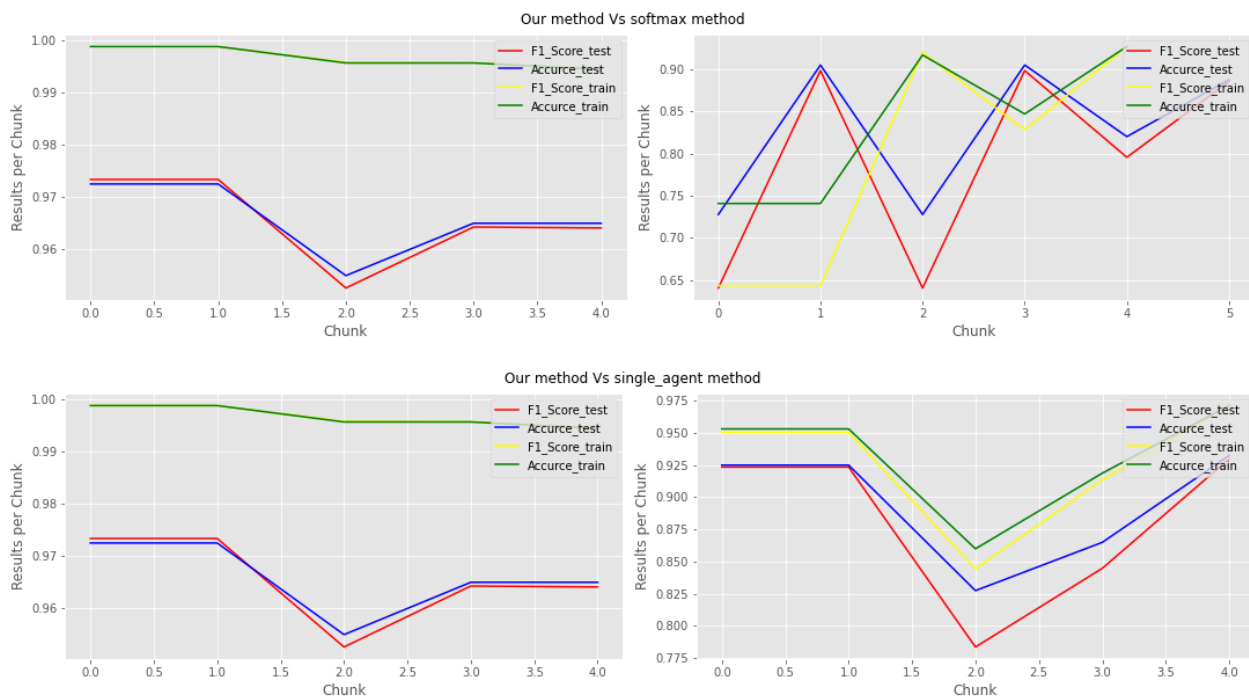 Our method Vs softmax method
Results per Chunk
1.00
0.99
0.98
0.97
0.96
0.0 0.5 1.0 1.5 2.0 2.5 3.0 3.5 4.0
Chunk
F1_Score_test
Accurce_test
F1_Score_train
Accurce_train
Results per Chunk
0.90
0.85
0.80
0.75
0.70
0.65
0 1 2 3 4 5
Chunk
F1_Score_test
Accurce_test
F1_Score_train
Accurce_train
Our method Vs single_agent method
Results per Chunk
1.00
0.99
0.98
0.97
0.96
0.0 0.5 1.0 1.5 2.0 2.5 3.0 3.5 4.0
Chunk
F1_Score_test
Accurce_test
F1_Score_train
Accurce_train
Results per Chunk
0.975
0.950
0.925
0.900
0.875
0.850
0.825
0.800
0.775
0.0 0.5 1.0 1.5 2.0 2.5 3.0 3.5 4.0
Chunk
F1_Score_test
Accurce_test
F1_Score_train
Accurce_train